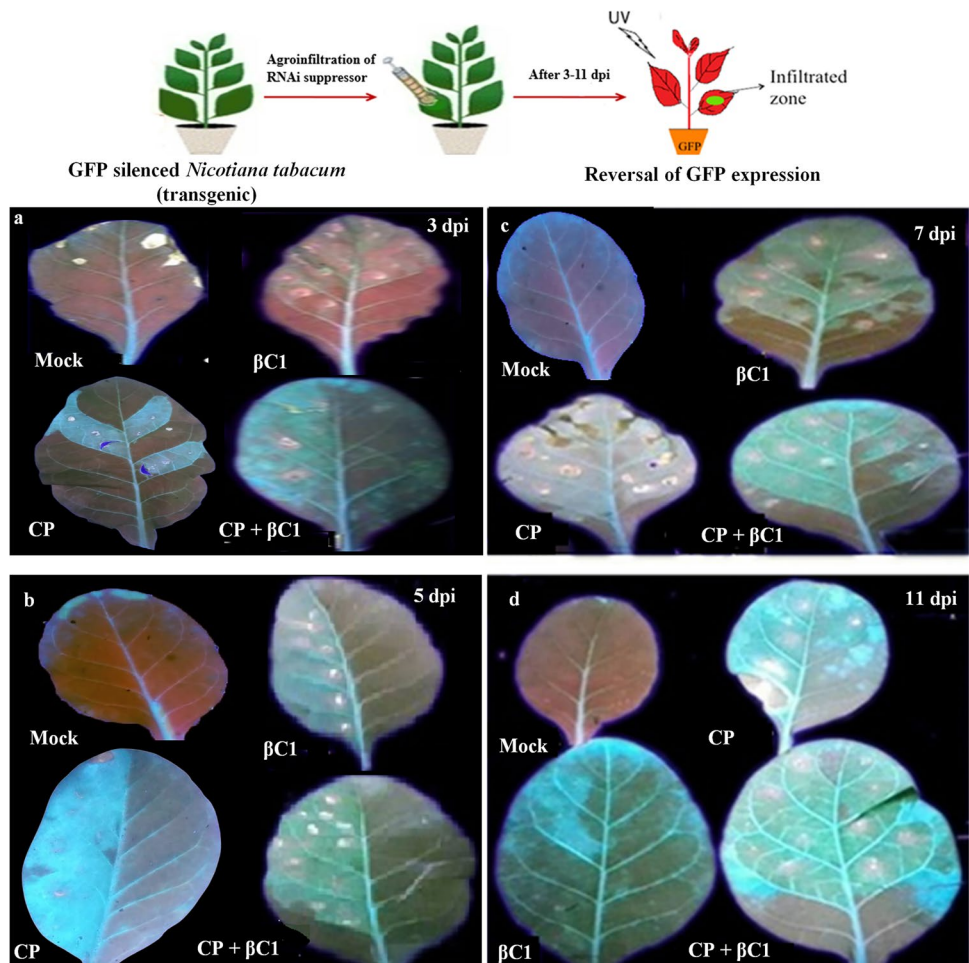 Agroinfiltration of
RNAi suppressor
After 3-11 dpi
UV
Infiltrated
zone
GFP
GFP silenced Nicotiana tabacum
(transgenic)
Reversal of GFP expression
a
3 dpi
Mock
βC1
CP
CP + βC1
c
7 dpi
Mock
βC1
CP
CP + βC1
b
5 dpi
Mock
βC1
CP
CP + βC1
d
11 dpi
Mock
CP
βC1
CP + βC1